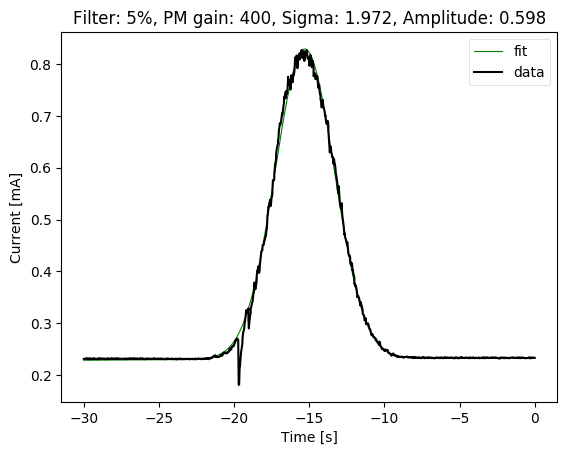 Filter: 5%, PM gain: 400, Sigma: 1.972, Amplitude: 0.598
fit
data
Current [mA]
0.8
0.7
0.6
0.5
0.4
0.3
0.2
−30
−25
−20
−15
−10
−5
0
Time [s]